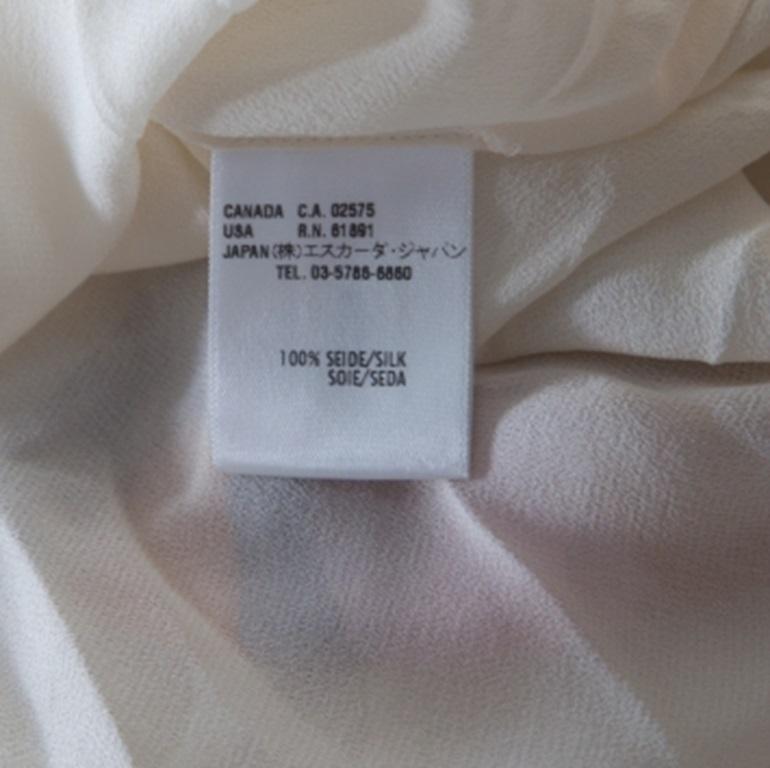 CANADA C.A. 02575
USA R.N. 61891
JAPAN (株)エスカーダ・ジャパン
TEL. 03-5786-6860
100% SEIDE/SILK
SOIE/SEDA